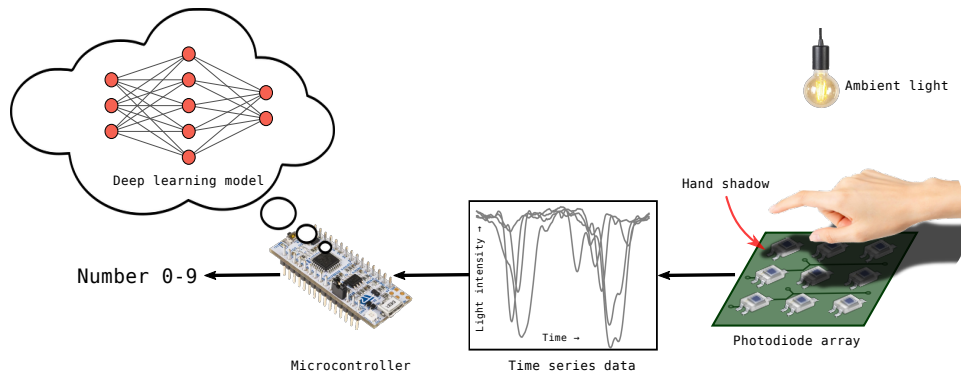 Ambient light
Deep learning model
Hand shadow
Light intensity →
Number 0-9
Time →
Photodiode array
Microcontroller
Time series data